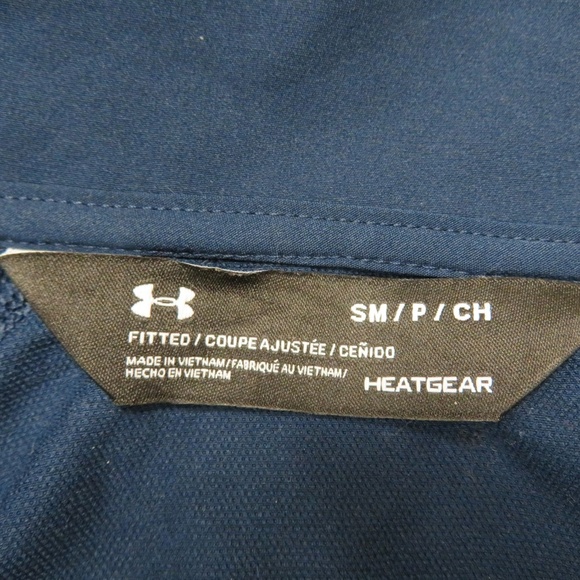 SM / P / CH
FITTED / COUPE AJUSTÉE / CEÑIDO
MADE IN VIETNAM/FABRIQUÉ AU VIETNAM/
HECHO EN VIETNAM
HEATGEAR